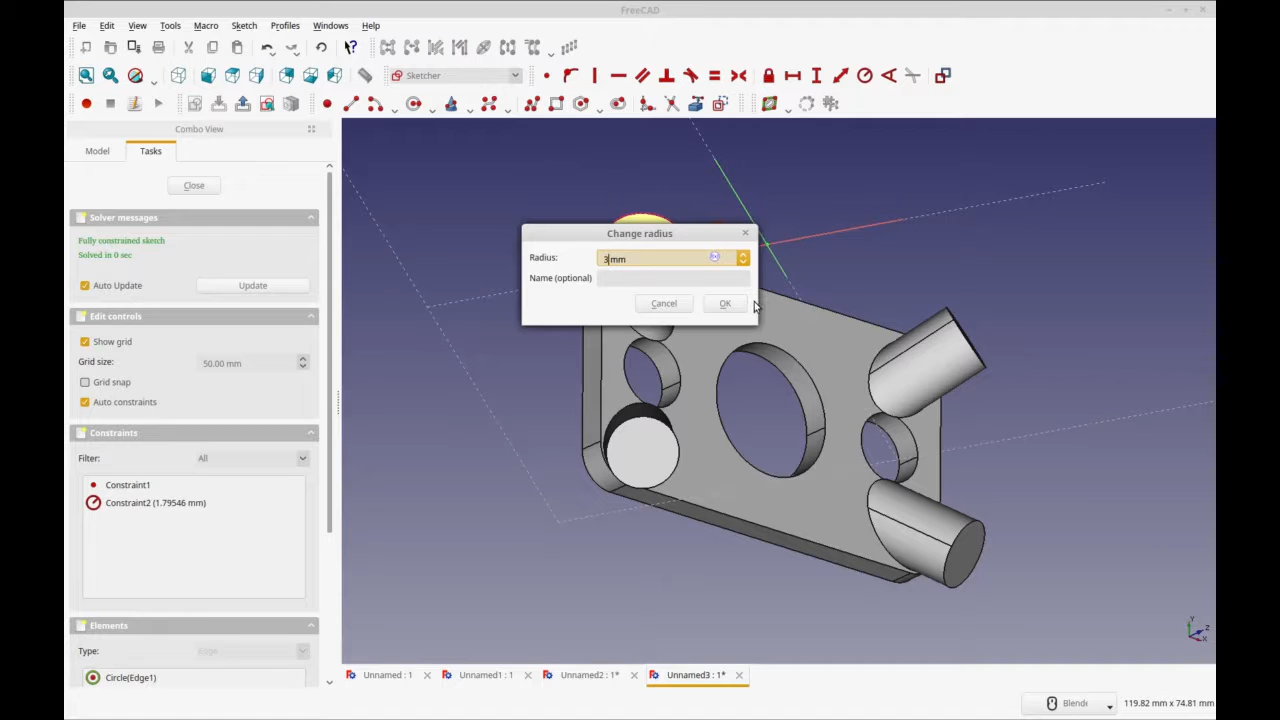 FreeCAD
File Edit View Tools Macro Sketch Profiles Windows Help
Sketcher
Combo View
Model Tasks
Close
Solver messages
Fully constrained sketch
Solved in 0 sec
Auto Update Update
Edit controls
Show grid
Grid size: 50.00 mm
Grid snap
Auto constraints
Constraints
Filter: All
Constraint1
Constraint2 (1.79546 mm)
Elements
Type: Edge
Circle(Edge1)
Change radius
Radius: 3 mm
Name (optional)
Cancel OK
Y
Z
X
Unnamed : 1 Unnamed1 : 1 Unnamed2 : 1* Unnamed3 : 1*
Blende 119.82 mm x 74.81 mm